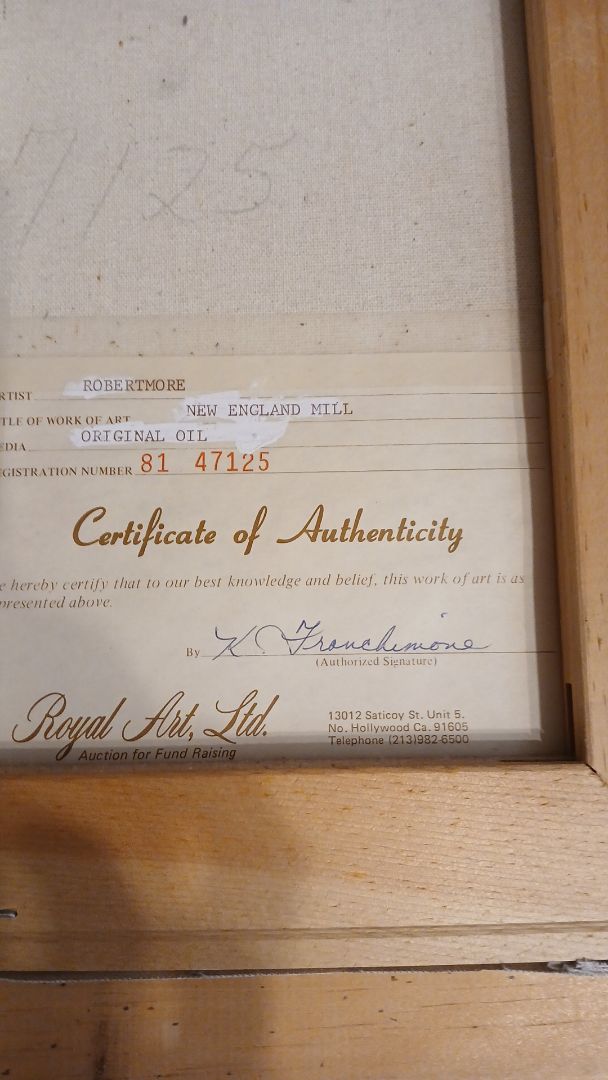 7125
RTIST ROBERTMORE
TLE OF WORK OF ART NEW ENGLAND MILL
EDIA ORIGINAL OIL
EGISTRATION NUMBER 81 47125
Certificate of Authenticity
e hereby certify that to our best knowledge and belief, this work of art is as
presented above.
By K. Franchimone
(Authorized Signature)
Royal Art, Ltd.
Auction for Fund Raising
13012 Saticoy St. Unit 5.
No. Hollywood Ca. 91605
Telephone (213)982-6500